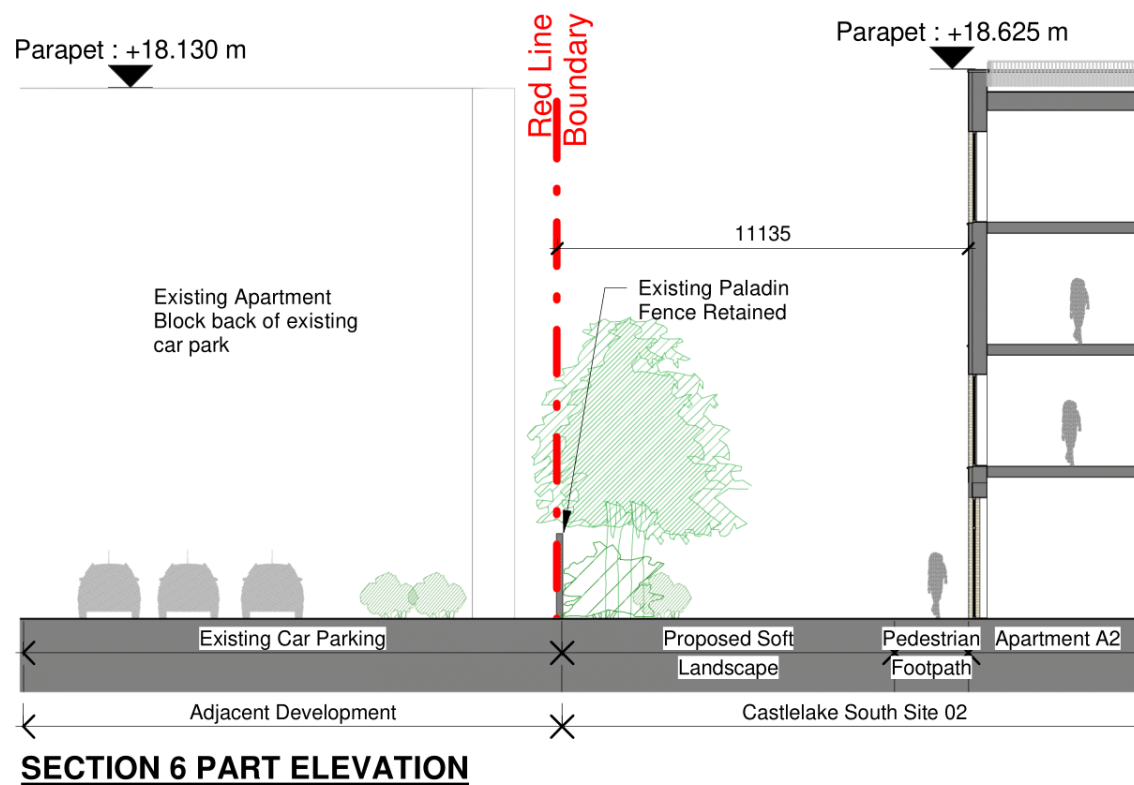 Parapet : +18.130 m
Red Line
Boundary
Parapet : +18.625 m
11135
Existing Apartment
Block back of existing
car park
Existing Paladin
Fence Retained
Existing Car Parking
Proposed Soft
Landscape
Pedestrian
Footpath
Apartment A2
Adjacent Development
Castlelake South Site 02
SECTION 6 PART ELEVATION